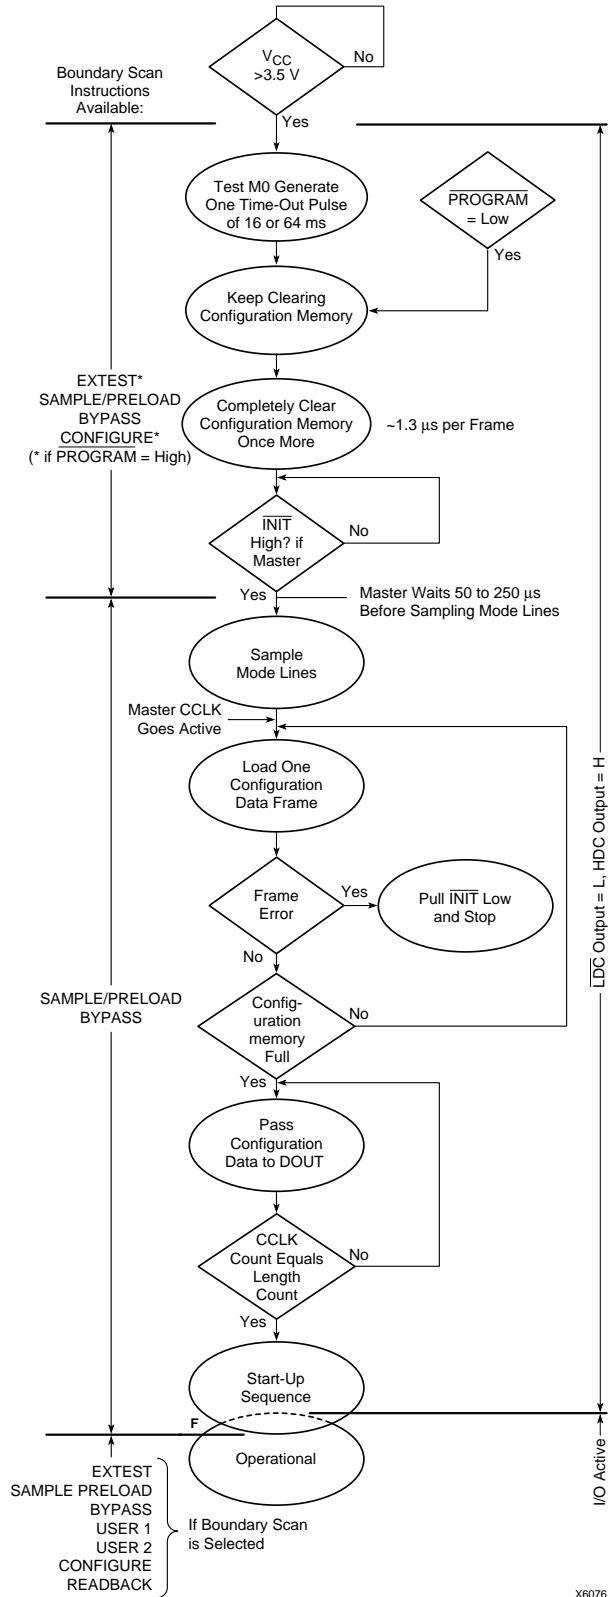 V_CC
>3.5 V
No
Yes
Boundary Scan
Instructions
Available:
Test M0 Generate
One Time-Out Pulse
of 16 or 64 ms
PROGRAM
= Low
Yes
Keep Clearing
Configuration Memory
EXTEST*
SAMPLE/PRELOAD
BYPASS
CONFIGURE*
(* if PROGRAM = High)
Completely Clear
Configuration Memory
Once More
~1.3 µs per Frame
INIT
High? if
Master
No
Yes
Master Waits 50 to 250 µs
Before Sampling Mode Lines
Sample
Mode Lines
Master CCLK
Goes Active
Load One
Configuration
Data Frame
LDC Output = L, HDC Output = H
Frame
Error
Yes
No
Pull INIT Low
and Stop
SAMPLE/PRELOAD
BYPASS
Config-
uration
memory
Full
No
Yes
Pass
Configuration
Data to DOUT
CCLK
Count Equals
Length
Count
No
Yes
Start-Up
Sequence
F
Operational
I/O Active
EXTEST
SAMPLE PRELOAD
BYPASS
USER 1
USER 2
CONFIGURE
READBACK
If Boundary Scan
is Selected
X6076